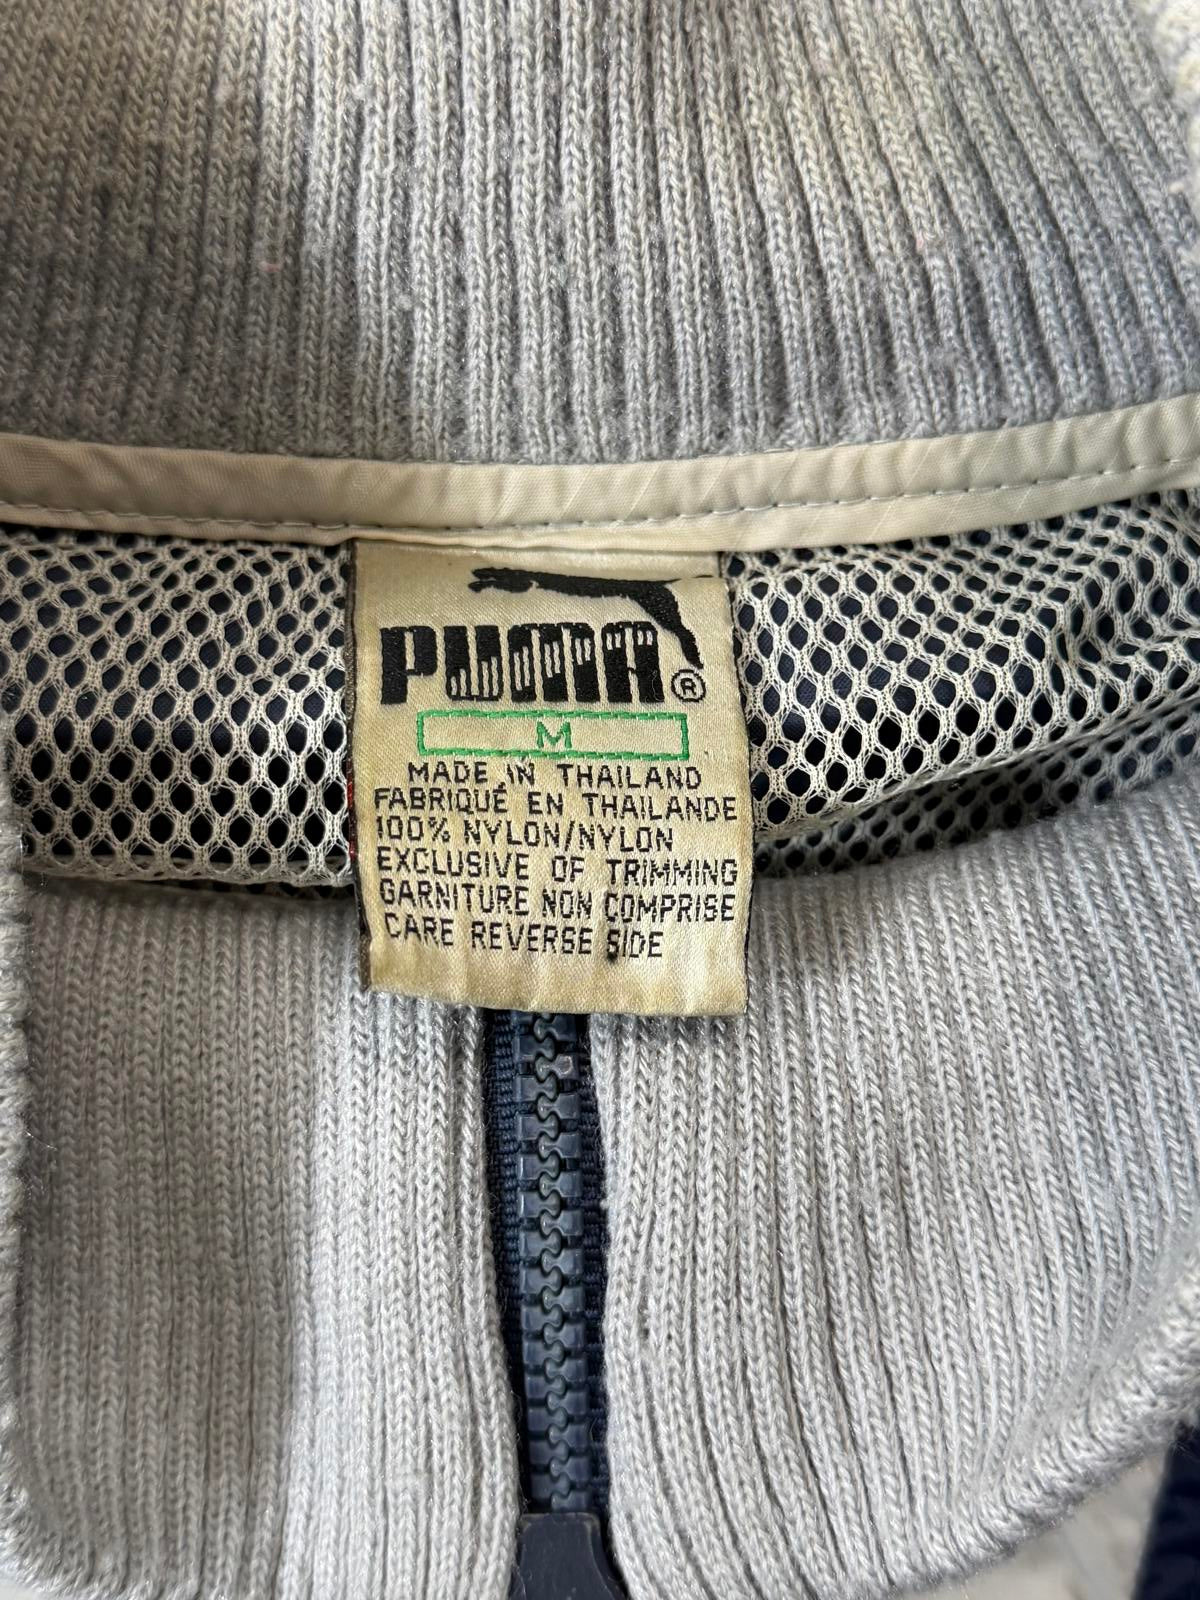 PUMA®
M
MADE IN THAILAND
FABRIQUÉ EN THAILANDE
100% NYLON/NYLON
EXCLUSIVE OF TRIMMING
GARNITURE NON COMPRISE
CARE REVERSE SIDE